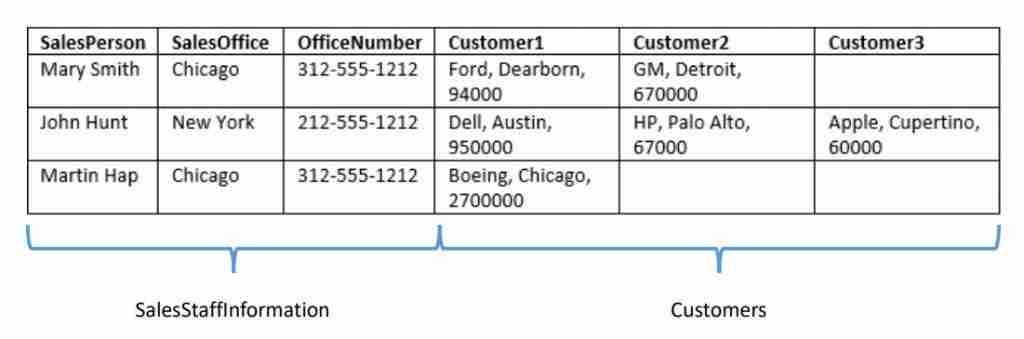 SalesPerson SalesOffice OfficeNumber Customer1 Customer2 Customer3
Mary Smith Chicago 312-555-1212 Ford, Dearborn, GM, Detroit,
94000 670000
John Hunt New York 212-555-1212 Dell, Austin, HP, Palo Alto, Apple, Cupertino,
950000 67000 60000
Martin Hap Chicago 312-555-1212 Boeing, Chicago,
2700000
SalesStaffInformation Customers